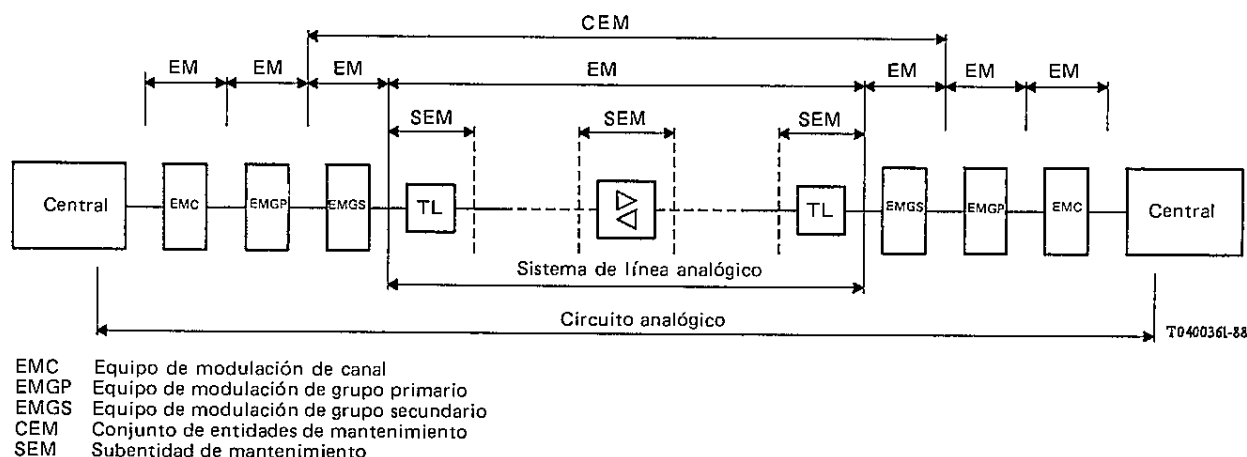 CEM
EM EM EM EM EM EM EM
SEM SEM SEM
Central EMC EMGP EMGS TL TL EMGS EMGP EMC Central
Sistema de línea analógico
Circuito analógico
T0400361-88
EMC Equipo de modulación de canal
EMGP Equipo de modulación de grupo primario
EMGS Equipo de modulación de grupo secundario
CEM Conjunto de entidades de mantenimiento
SEM Subentidad de mantenimiento